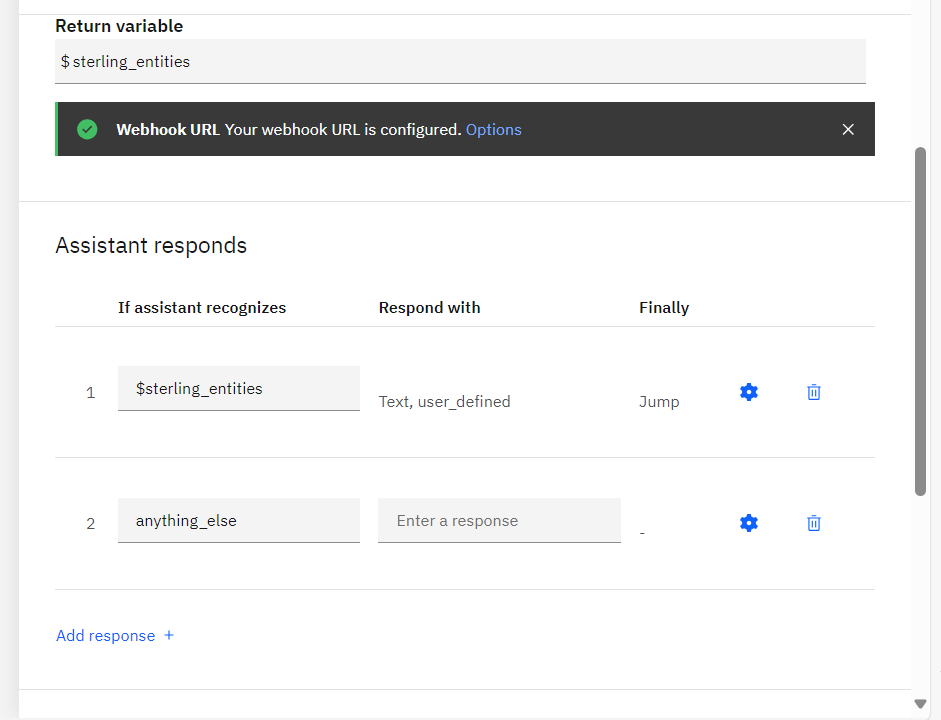 Return variable
$ sterling_entities
Webhook URL Your webhook URL is configured. Options
Assistant responds
If assistant recognizes Respond with Finally
1 $sterling_entities Text, user_defined Jump
2 anything_else Enter a response -
Add response +